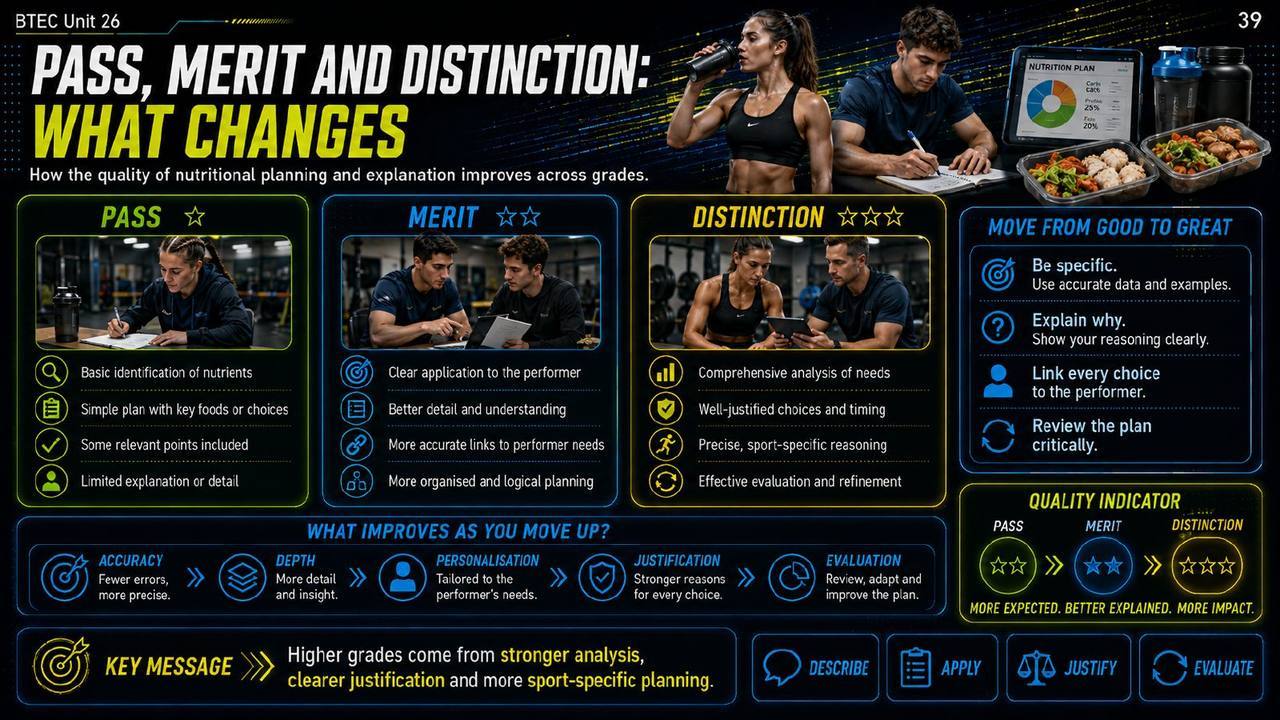 BTEC Unit 26
39
PASS, MERIT AND DISTINCTION:
WHAT CHANGES
How the quality of nutritional planning and explanation improves across grades.
NUTRITION PLAN
25%
20%
PASS
Basic identification of nutrients
Simple plan with key foods or choices
Some relevant points included
Limited explanation or detail
MERIT
Clear application to the performer
Better detail and understanding
More accurate links to performer needs
More organised and logical planning
DISTINCTION
Comprehensive analysis of needs
Well-justified choices and timing
Precise, sport-specific reasoning
Effective evaluation and refinement
MOVE FROM GOOD TO GREAT
Be specific.
Use accurate data and examples.
Explain why.
Show your reasoning clearly.
Link every choice
to the performer.
Review the plan
critically.
WHAT IMPROVES AS YOU MOVE UP?
ACCURACY
Fewer errors,
more precise.
DEPTH
More detail
and insight.
PERSONALISATION
Tailored to the
performer's needs.
JUSTIFICATION
Stronger reasons
for every choice.
EVALUATION
Review, adapt and
improve the plan.
QUALITY INDICATOR
PASS
MERIT
DISTINCTION
MORE EXPECTED. BETTER EXPLAINED. MORE IMPACT.
KEY MESSAGE
Higher grades come from stronger analysis,
clearer justification and more sport-specific planning.
DESCRIBE
APPLY
JUSTIFY
EVALUATE